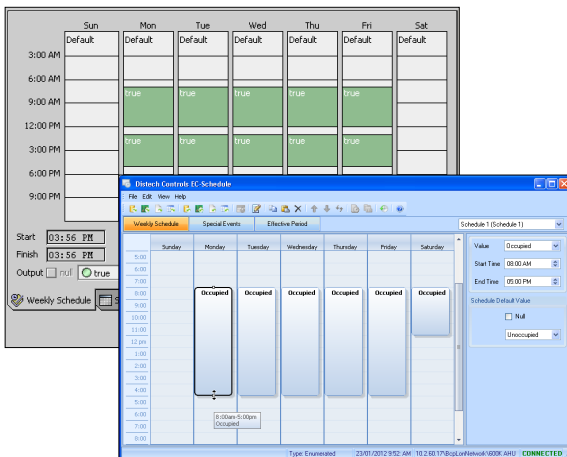 Sun Mon Tue Wed Thu Fri Sat
Default Default Default Default Default Default Default
3:00 AM
6:00 AM
9:00 AM
true true true true true
12:00 PM
3:00 PM
true true true true true
6:00 PM
9:00 PM
Start 03:56 PM
Finish 03:56 PM
Output null true
Weekly Schedule S
Distech Controls EC-Schedule
File Edit View Help
Weekly Schedule Special Events Effective Period Schedule 1 (Schedule 1)
Sunday Monday Tuesday Wednesday Thursday Friday Saturday
5:00
6:00
7:00
8:00
9:00
10:00
11:00
12 pm
1:00
2:00
3:00
4:00
5:00
6:00
7:00
8:00
Occupied Occupied Occupied Occupied Occupied Occupied
8:00am-5:00pm
Occupied
Value Occupied
Start Time 08:00 AM
End Time 05:00 PM
Schedule Default Value
Null
Unoccupied
Type: Enumerated 23/01/2012 9:52 AM 10.2.60.17\BcpLonNetwork\600K AHU CONNECTED